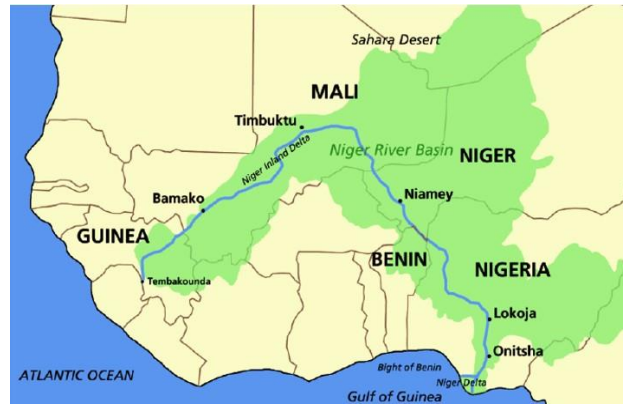 Sahara Desert
MALI
Timbuktu
Niger Inland Delta
Niger River Basin
NIGER
Bamako
Niamey
GUINEA
BENIN
NIGERIA
Tembakounda
Lokoja
Onitsha
Bight of Benin
ATLANTIC OCEAN
Niger Delta
Gulf of Guinea